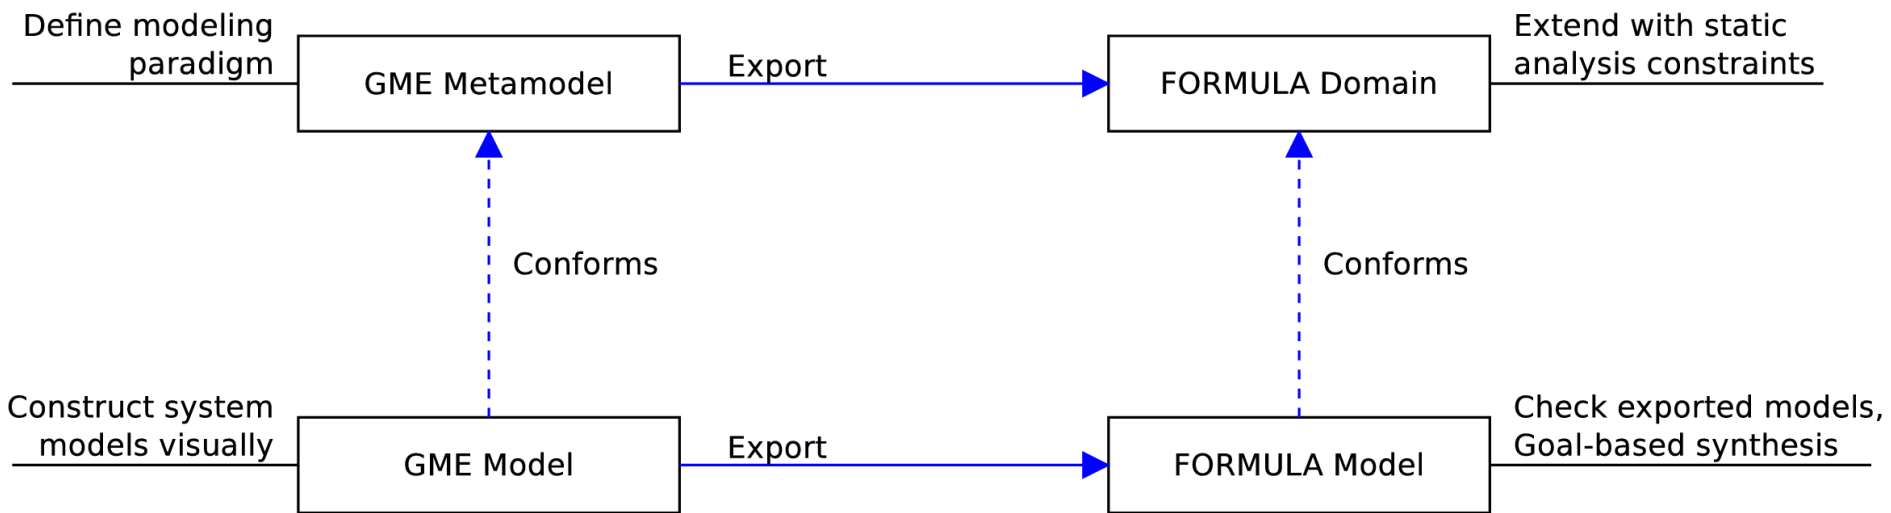 Define modeling
paradigm
GME Metamodel
Export
FORMULA Domain
Extend with static
analysis constraints
Conforms
Conforms
Construct system
models visually
GME Model
Export
FORMULA Model
Check exported models,
Goal-based synthesis